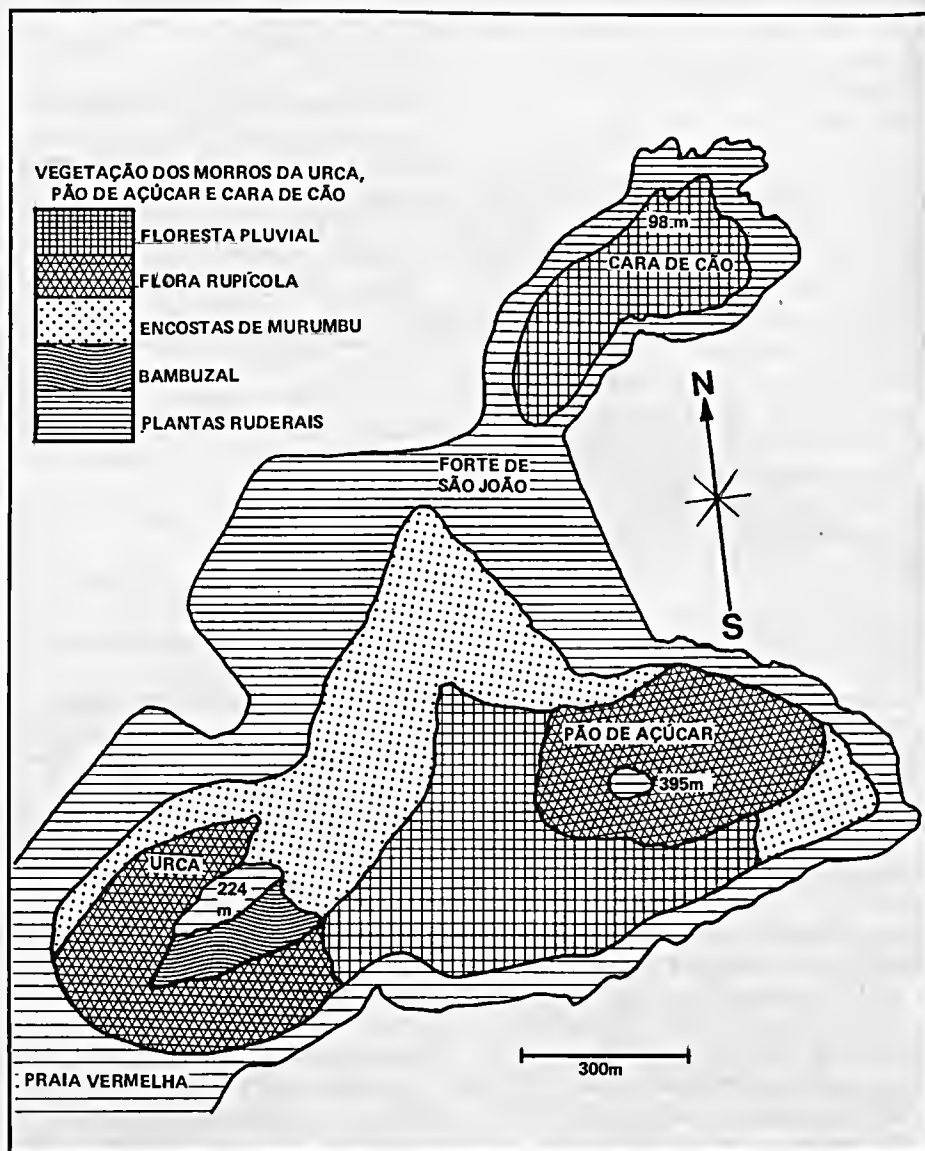 VEGETAÇÃO DOS MORROS DA URCA,
PÃO DE AÇÚCAR E CARA DE CÃO
FLORESTA PLUVIAL
FLORA RUPÍCOLA
ENCOSTAS DE MURUMBU
BAMBUZAL
PLANTAS RUDERAIS
98 m
CARA DE CÃO
N
FORTE DE
SÃO JOÃO
S
PÃO DE AÇÚCAR
395m
URCA
224
m
300m
PRAIA VERMELHA